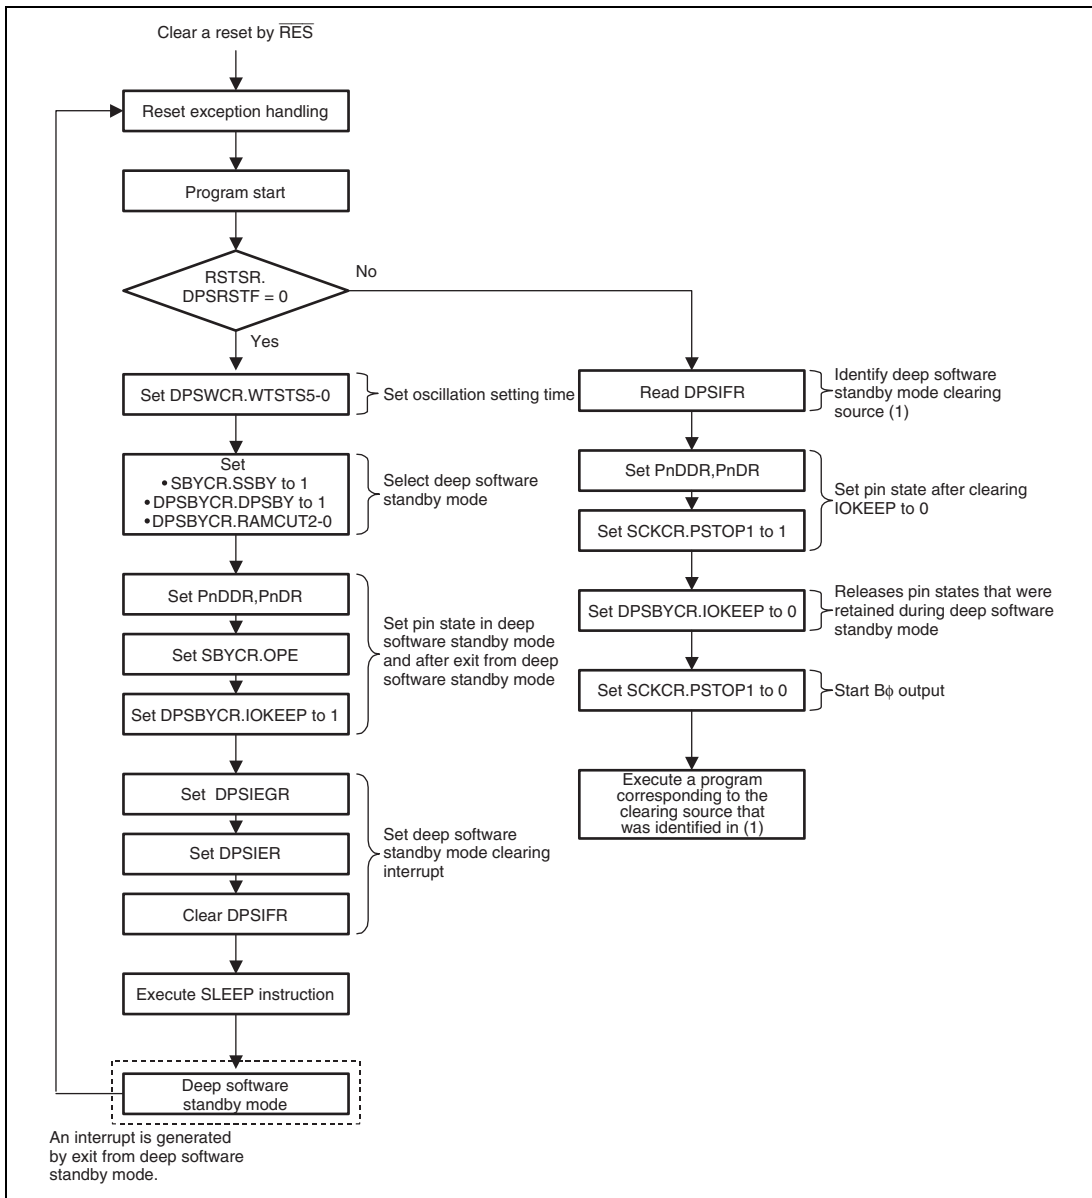 Clear a reset by RES
Reset exception handling
Program start
RSTSR.
DPSRSTF = 0
No
Yes
Set DPSWCR.WTSTS5-0
Set oscillation setting time
Set
•SBYCR.SSBY to 1
•DPSBYCR.DPSBY to 1
•DPSBYCR.RAMCUT2-0
Select deep software
standby mode
Set PnDDR,PnDR
Set SBYCR.OPE
Set DPSBYCR.IOKEEP to 1
Set pin state in deep
software standby mode
and after exit from deep
software standby mode
Set DPSIEGR
Set DPSIER
Clear DPSIFR
Set deep software
standby mode clearing
interrupt
Execute SLEEP instruction
Deep software
standby mode
An interrupt is generated
by exit from deep software
standby mode.
Read DPSIFR
Identify deep software
standby mode clearing
source (1)
Set PnDDR,PnDR
Set SCKCR.PSTOP1 to 1
Set pin state after clearing
IOKEEP to 0
Set DPSBYCR.IOKEEP to 0
Releases pin states that were
retained during deep software
standby mode
Set SCKCR.PSTOP1 to 0
Start Bϕ output
Execute a program
corresponding to the
clearing source that
was identified in (1)